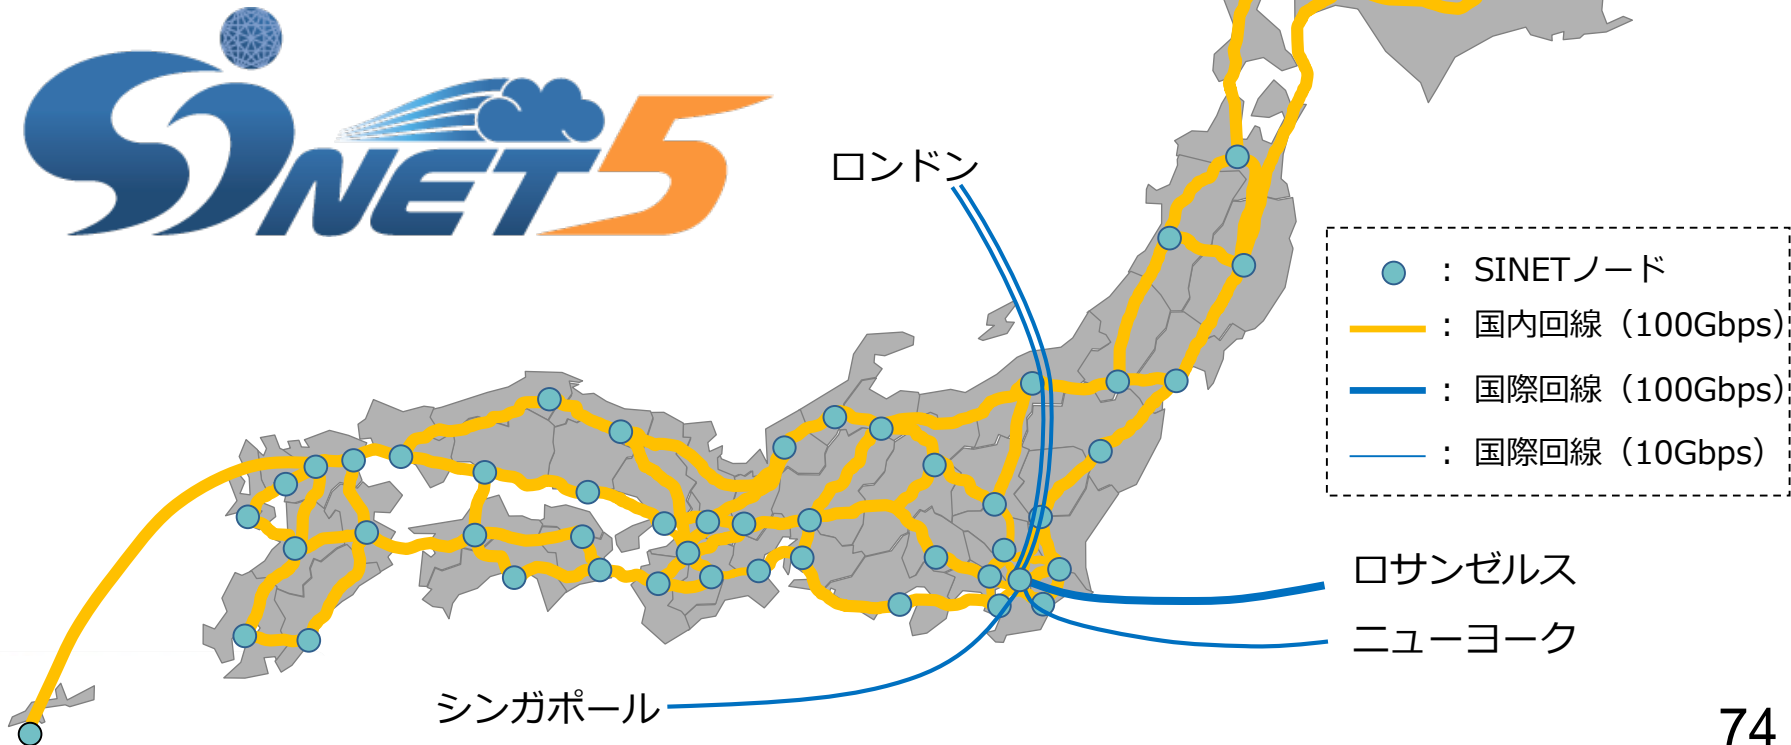 SINET5
ロンドン
： SINETノード
： 国内回線（100Gbps）
： 国際回線（100Gbps）
： 国際回線（10Gbps）
ロサンゼルス
ニューヨーク
シンガポール
74